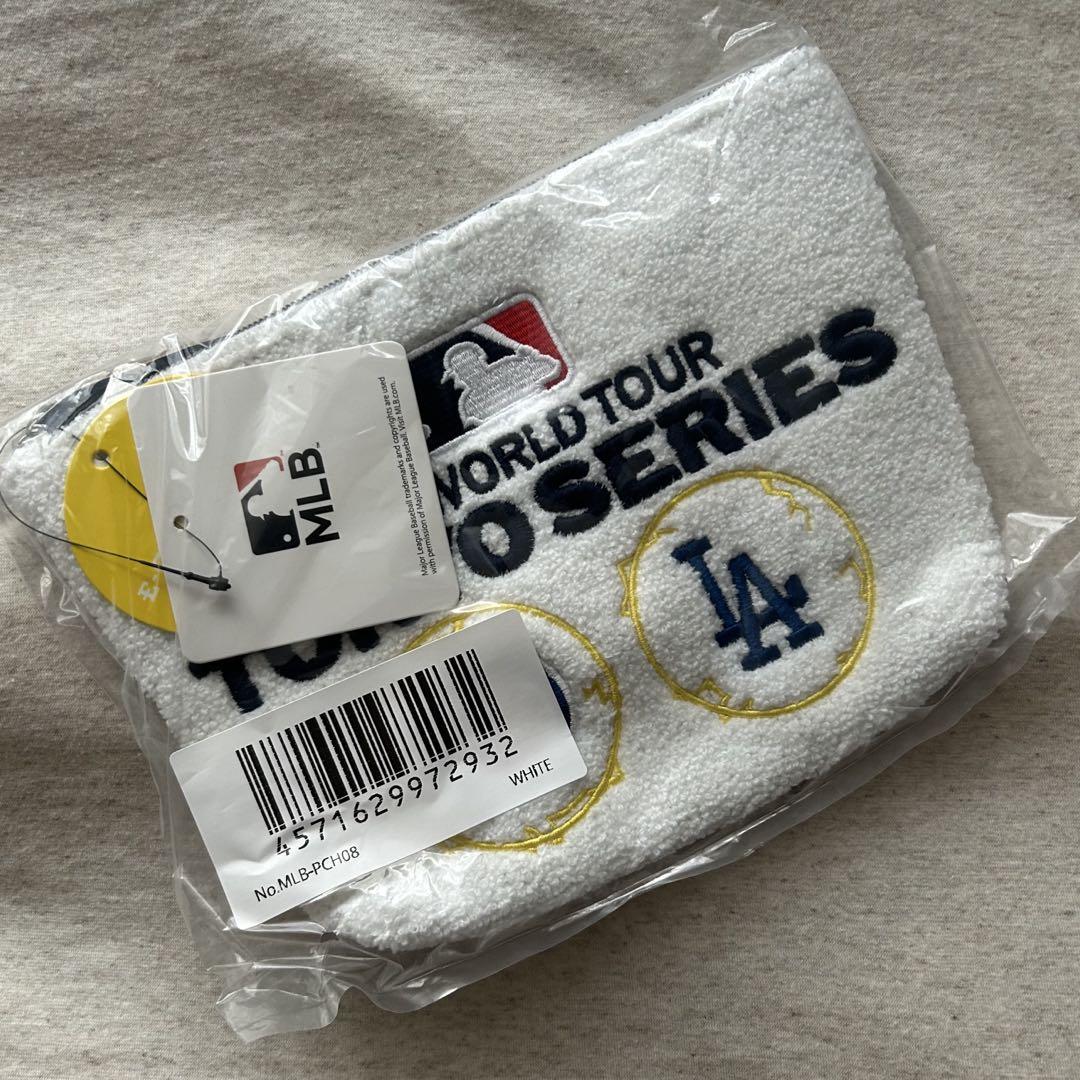 WORLD TOUR
SERIES
LA
MLB
Major League Baseball trademarks and copyrights are used
with permission of Major League Baseball. Visit MLB.com.
4571629972932
WHITE
No.MLB-PCH08